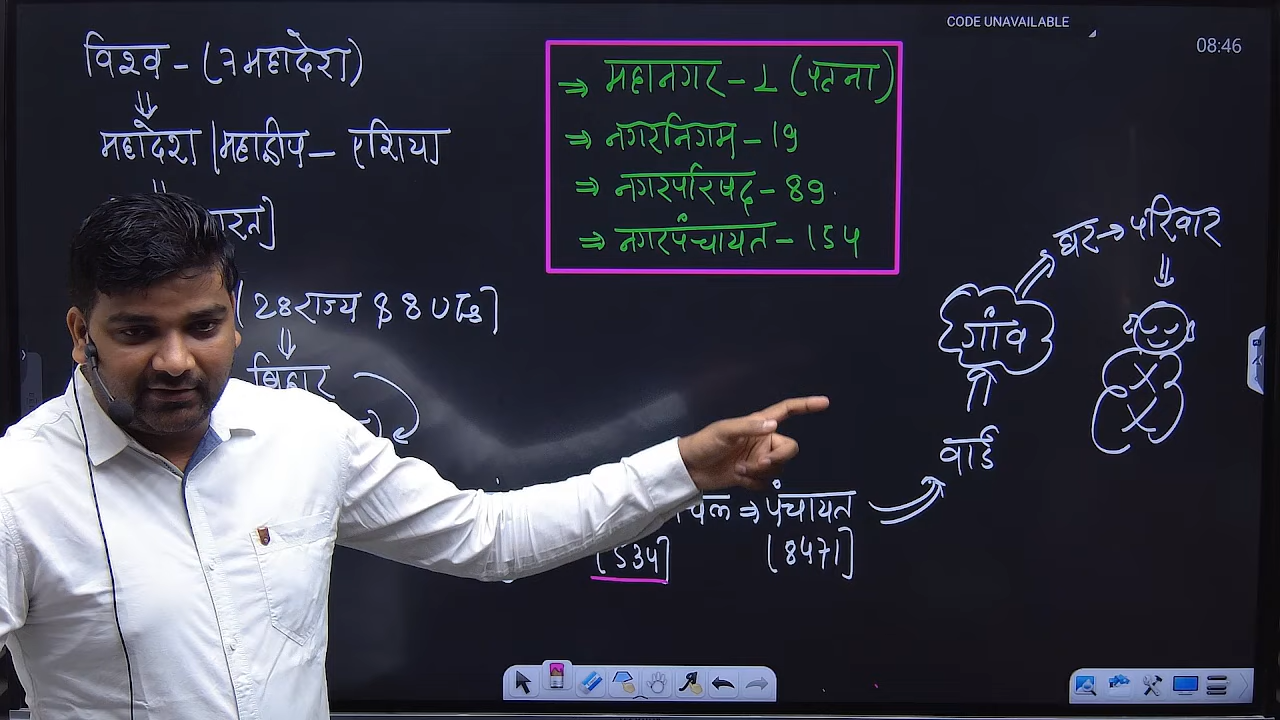 CODE UNAVAILABLE
08:46
विश्व - (7 महादेश)
महादेश | महाद्वीप - एशिया
28 राज्य & 8 UTs]
बिहार
⇒ महानगर - 1 (पटना)
⇒ नगरनिगम - 19
⇒ नगरपरिषद - 89
⇒ नगरपंचायत - 154
⇒ पंचायत
[534]
[8471]
वार्ड
गांव
घर → परिवार